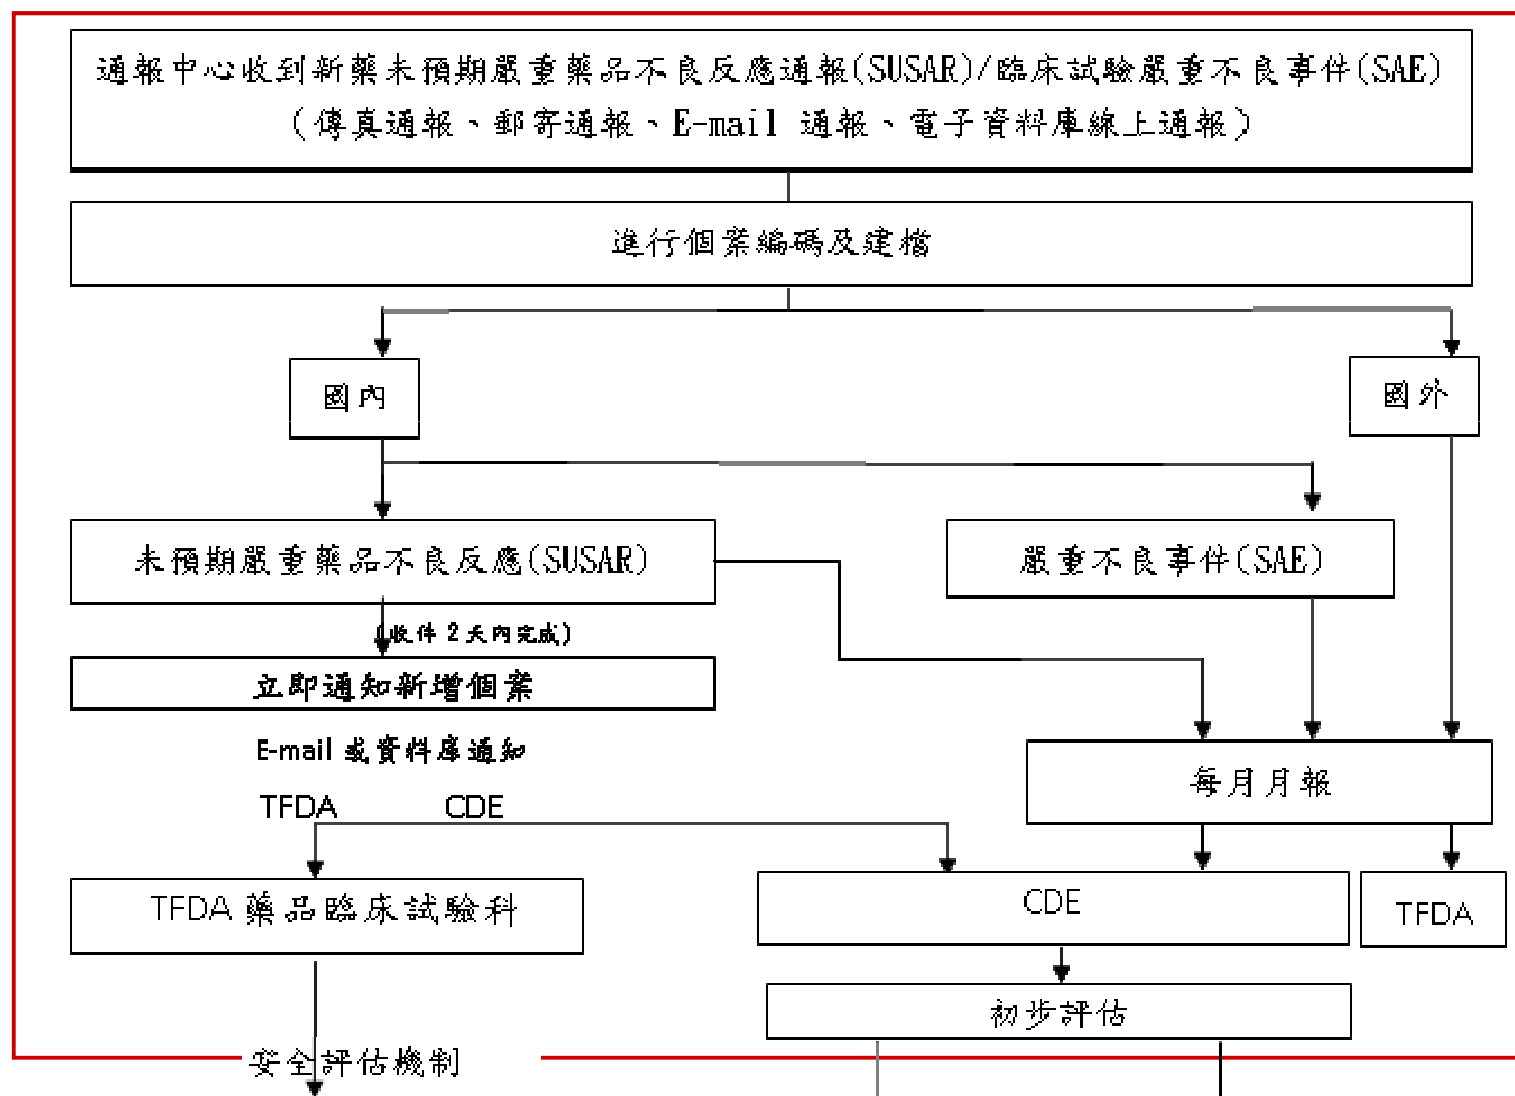 通報中心收到新藥未預期嚴重藥品不良反應通報(SUSAR)/臨床試驗嚴重不良事件(SAE)
(傳真通報、郵寄通報、E-mail 通報、電子資料庫線上通報)
進行個案編碼及建檔
國內
國外
未預期嚴重藥品不良反應(SUSAR)
嚴重不良事件(SAE)
(收件 2 天內完成)
立即通知新增個案
E-mail 或資料庫通知
每月月報
TFDA CDE
TFDA 藥品臨床試驗科
CDE
TFDA
初步評估
安全評估機制